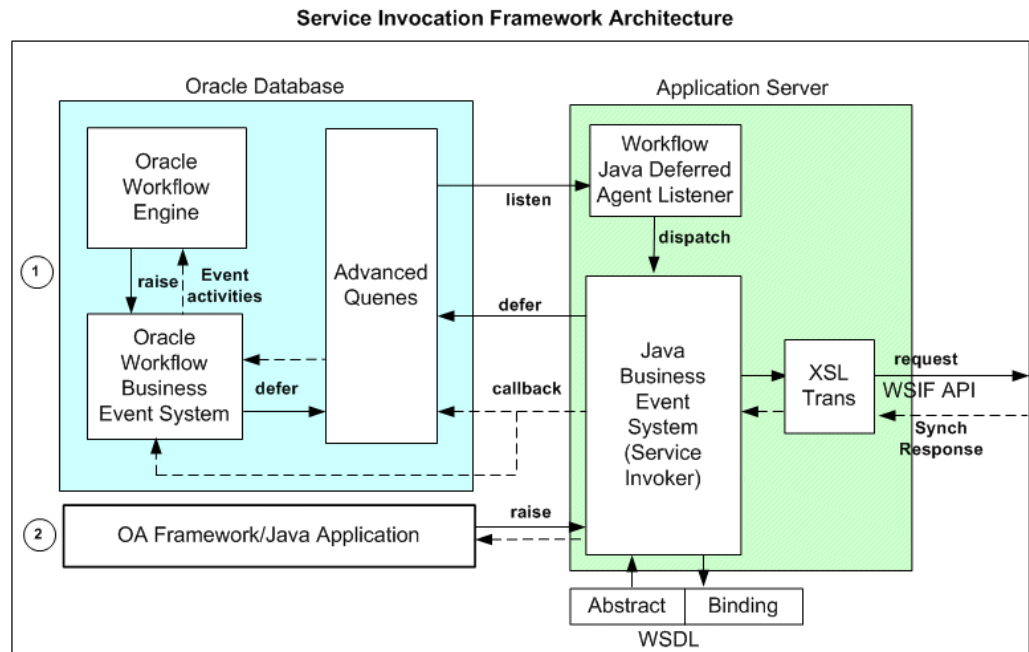 Service Invocation Framework Architecture
Oracle Database
Application Server
Oracle
Workflow
Engine
Workflow
Java Deferred
Agent Listener
listen
dispatch
1
raise
Event
activities
Advanced
Quenes
defer
Oracle
Workflow
Business
Event System
defer
callback
Java
Business
Event
System
(Service
Invoker)
XSL
Trans
request
WSIF API
Synch
Response
2
OA Framework/Java Application
raise
Abstract
Binding
WSDL